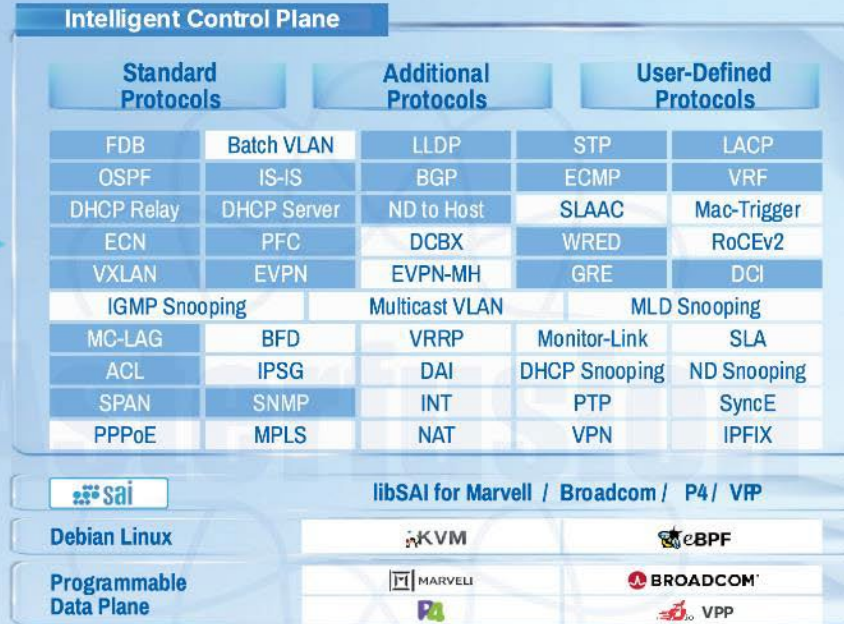 Intelligent Control Plane
Standard Protocols
Additional Protocols
User-Defined Protocols
FDB Batch VLAN LLDP STP LACP
OSPF IS-IS BGP ECMP VRF
DHCP Relay DHCP Server ND to Host SLAAC Mac-Trigger
ECN PFC DCBX WRED RoCEv2
VXLAN EVPN EVPN-MH GRE DCI
IGMP Snooping Multicast VLAN MLD Snooping
MC-LAG BFD VRRP Monitor-Link SLA
ACL IPSG DAI DHCP Snooping ND Snooping
SPAN SNMP INT PTP SyncE
PPPoE MPLS NAT VPN IPFIX
Asterfusion
sai libSAI for Marvell / Broadcom / P4 / VPP
Debian Linux KVM eBPF
Programmable Data Plane
MARVELL BROADCOM
P4 VPP